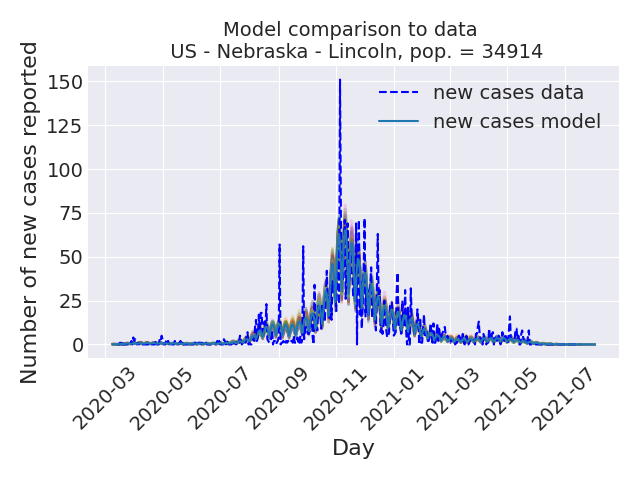 Model comparison to data
US - Nebraska - Lincoln, pop. = 34914
Number of new cases reported
150
125
100
75
50
25
0
new cases data
new cases model
2020-03
2020-05
2020-07
2020-09
2020-11
2021-01
2021-03
2021-05
2021-07
Day